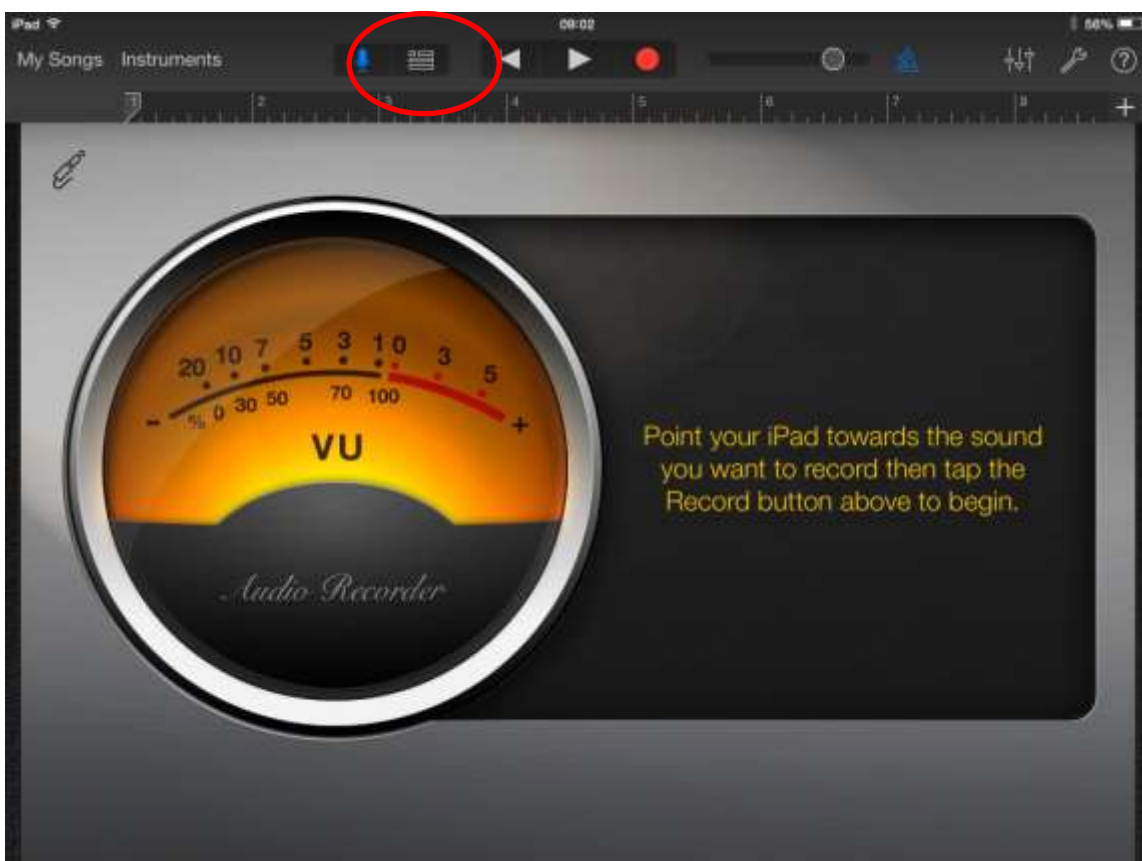 iPad 09:02 56%
My Songs Instruments
1 2 3 4 5 6 7 8 +
20 10 7 5 3 1 0 3 5
- % 0 30 50 70 100 +
VU
Audio Recorder
Point your iPad towards the sound
you want to record then tap the
Record button above to begin.
?